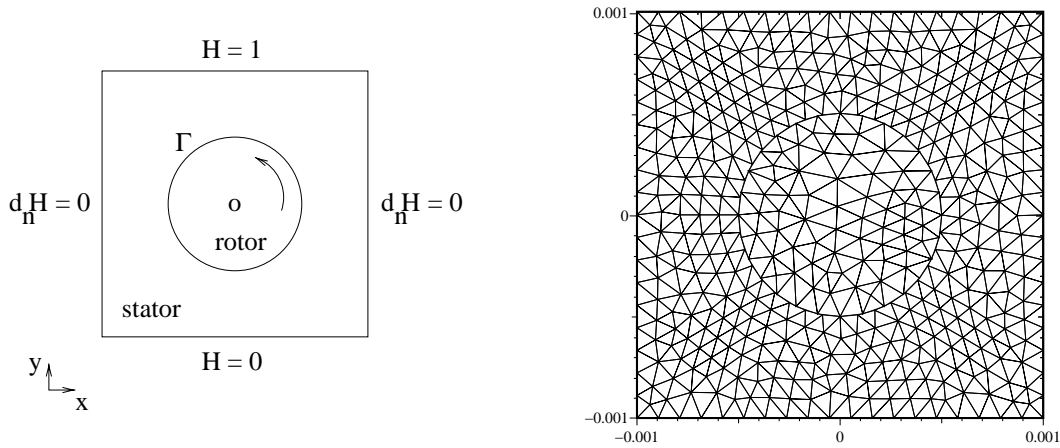 H = 1
Γ
d_nH = 0
o
d_nH = 0
rotor
stator
H = 0
y
x
0.001
0
−0.001
−0.001
0
0.001